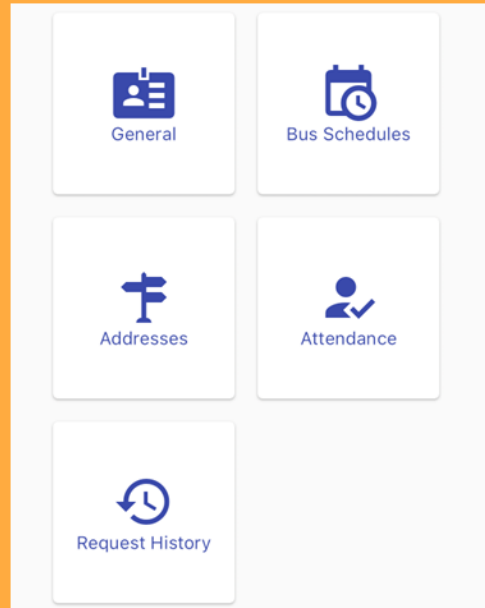 General
Bus Schedules
Addresses
Attendance
Request History